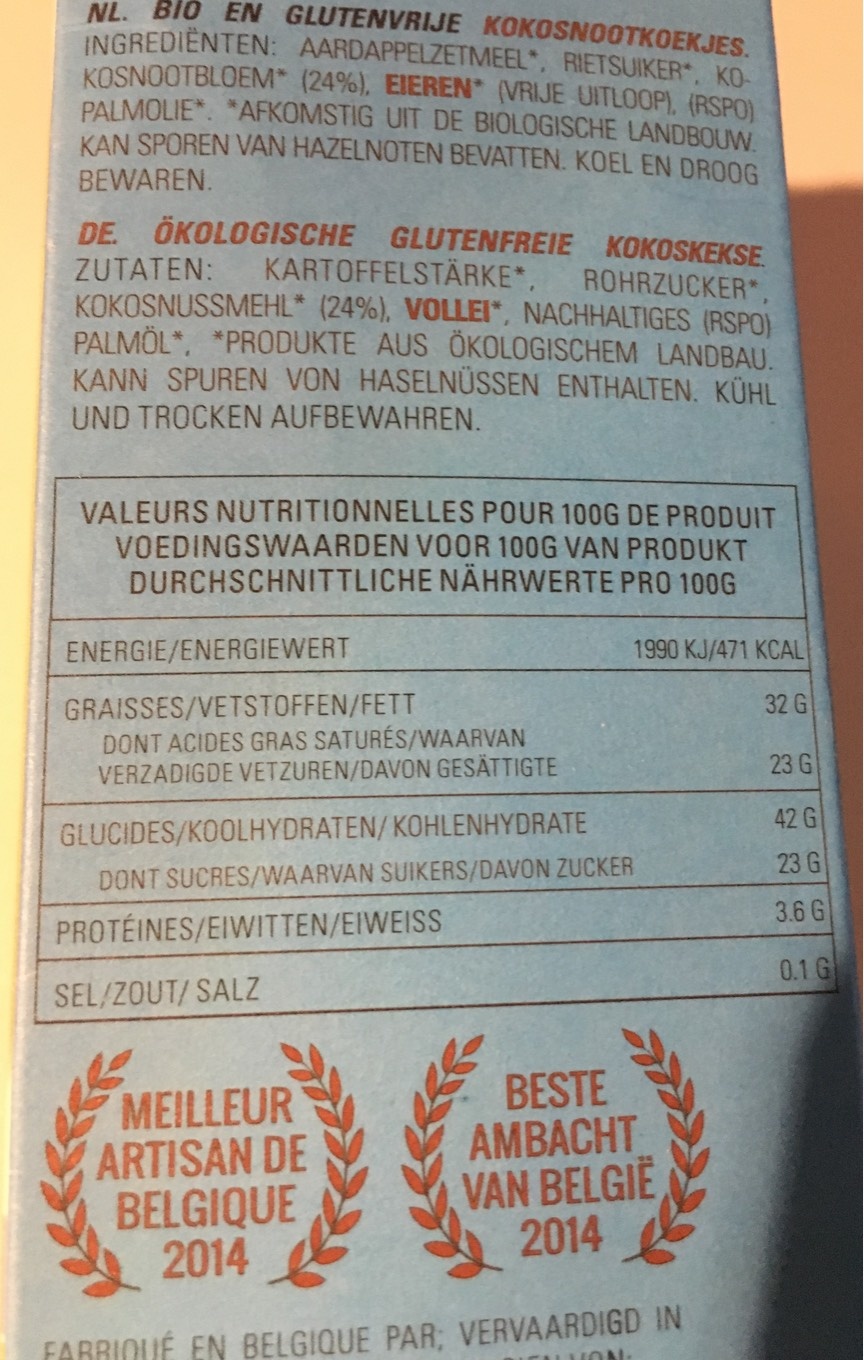 NL. BIO EN GLUTENVRIJE KOKOSNOOTKOEKJES.
INGREDIËNTEN: AARDAPPELZETMEEL*, RIETSUIKER*, KO-
KOSNOOTBLOEM* (24%), EIEREN* (VRIJE UITLOOP), (RSPO)
PALMOLIE*. *AFKOMSTIG UIT DE BIOLOGISCHE LANDBOUW.
KAN SPOREN VAN HAZELNOTEN BEVATTEN. KOEL EN DROOG
BEWAREN.
DE. ÖKOLOGISCHE GLUTENFREIE KOKOSKEKSE.
ZUTATEN: KARTOFFELSTÄRKE*, ROHRZUCKER*,
KOKOSNUSSMEHL* (24%), VOLLEI*, NACHHALTIGES (RSPO)
PALMÖL*, *PRODUKTE AUS ÖKOLOGISCHEM LANDBAU.
KANN SPUREN VON HASELNÜSSEN ENTHALTEN. KÜHL
UND TROCKEN AUFBEWAHREN.
VALEURS NUTRITIONNELLES POUR 100G DE PRODUIT
VOEDINGSWAARDEN VOOR 100G VAN PRODUKT
DURCHSCHNITTLICHE NÄHRWERTE PRO 100G
ENERGIE/ENERGIEWERT 1990 KJ/471 KCAL
GRAISSES/VETSTOFFEN/FETT 32 G
DONT ACIDES GRAS SATURÉS/WAARVAN
VERZADIGDE VETZUREN/DAVON GESÄTTIGTE 23 G
GLUCIDES/KOOLHYDRATEN/ KOHLENHYDRATE 42 G
DONT SUCRES/WAARVAN SUIKERS/DAVON ZUCKER 23 G
PROTÉINES/EIWITTEN/EIWEISS 3.6 G
SEL/ZOUT/ SALZ 0.1 G
MEILLEUR
ARTISAN DE
BELGIQUE
2014
BESTE
AMBACHT
VAN BELGIË
2014
FABRIQUÉ EN BELGIQUE PAR; VERVAARDIGD IN